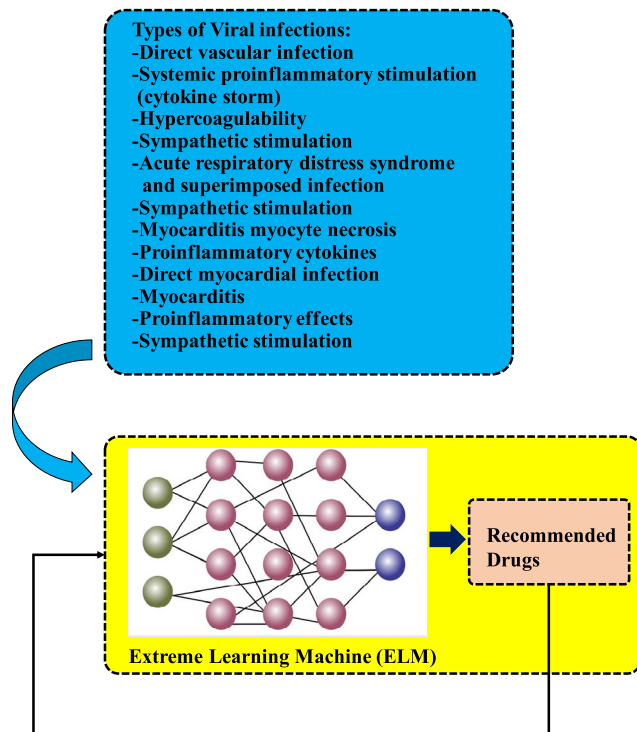 Types of Viral infections:
-Direct vascular infection
-Systemic proinflammatory stimulation
(cytokine storm)
-Hypercoagulability
-Sympathetic stimulation
-Acute respiratory distress syndrome
and superimposed infection
-Sympathetic stimulation
-Myocarditis myocyte necrosis
-Proinflammatory cytokines
-Direct myocardial infection
-Myocarditis
-Proinflammatory effects
-Sympathetic stimulation
Recommended
Drugs
Extreme Learning Machine (ELM)